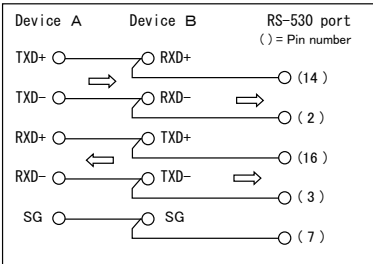 Device A Device B RS-530 port
( ) = Pin number
TXD+ RXD+
(14 )
TXD- RXD-
( 2 )
RXD+ TXD+
(16 )
RXD- TXD-
( 3 )
SG SG
( 7 )